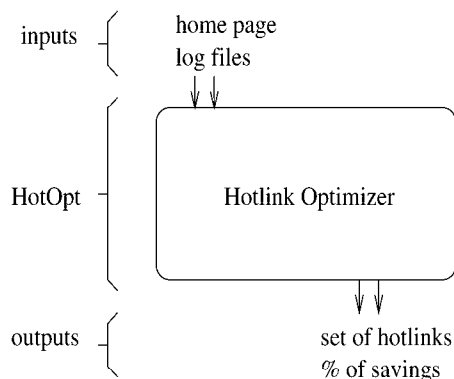 inputs
home page
log files
HotOpt
Hotlink Optimizer
outputs
set of hotlinks
% of savings